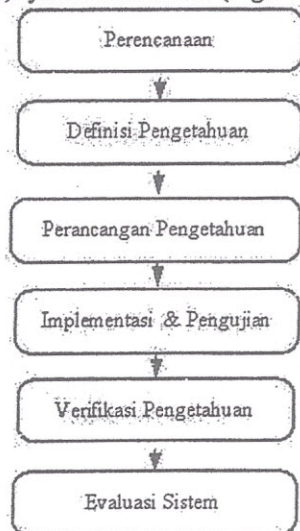 Perencanaan
Definisi Pengetahuan
Perancangan Pengetahuan
Implementasi & Pengujian
Verifikasi Pengetahuan
Evaluasi Sistem